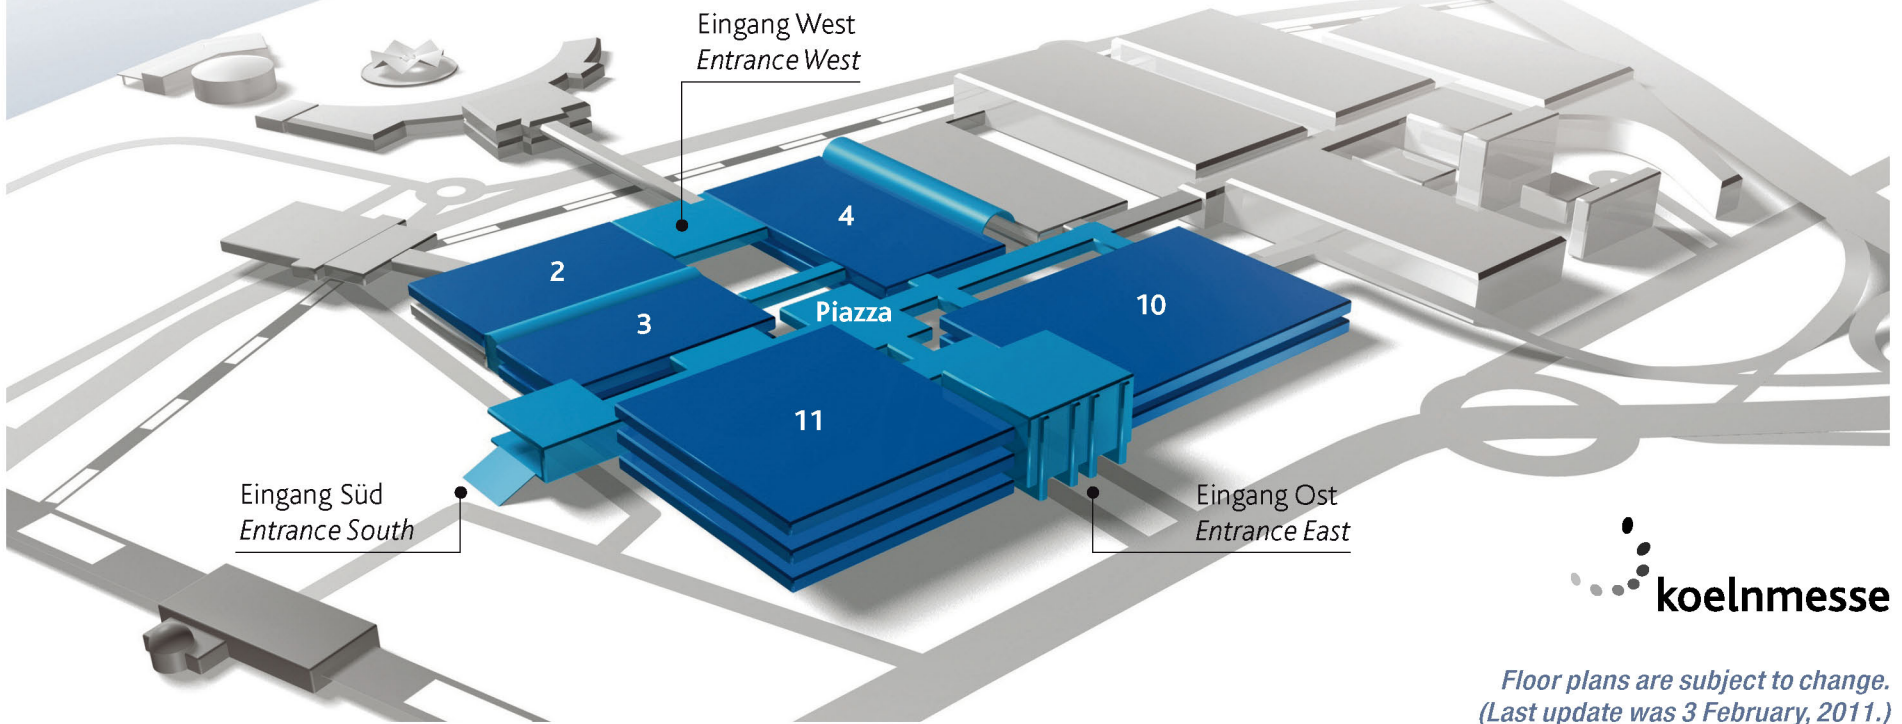 Eingang West
Entrance West
4
2
3
Piazza
10
11
Eingang Süd
Entrance South
Eingang Ost
Entrance East
koelnmesse
Floor plans are subject to change.
(Last update was 3 February, 2011.)